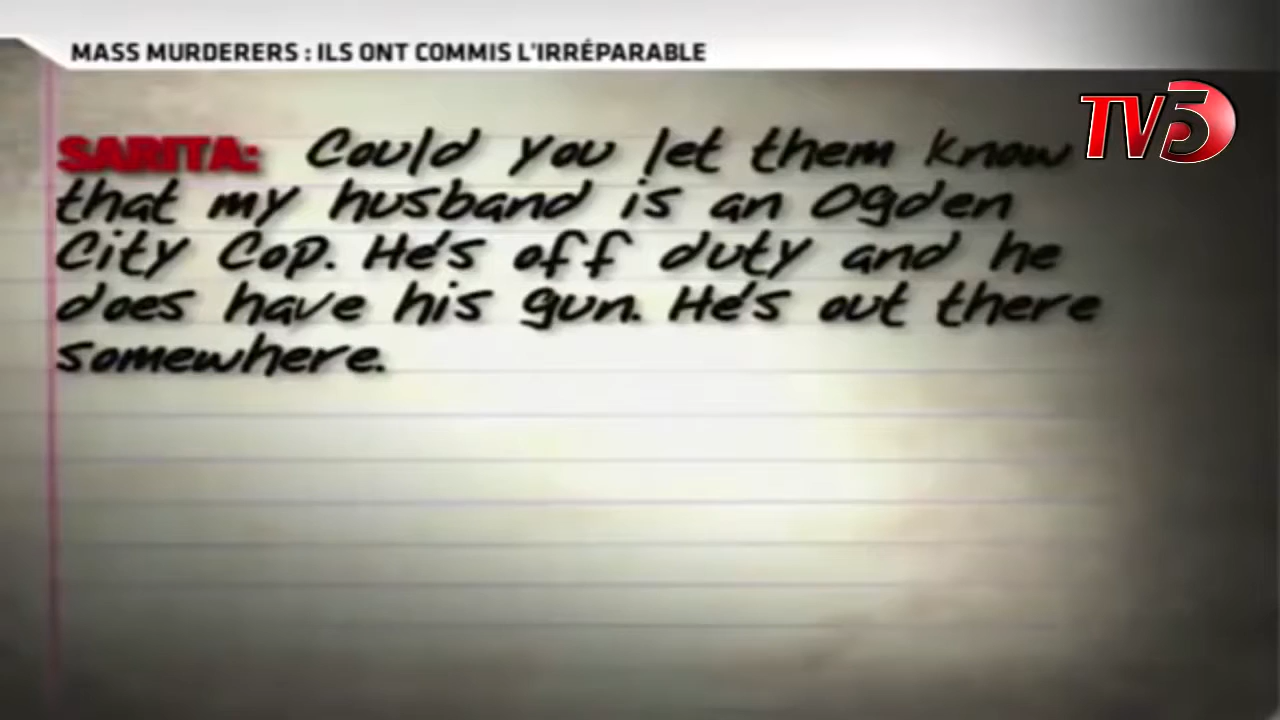 MASS MURDERERS : ILS ONT COMMIS L'IRRÉPARABLE
TV5
SARITA: Could you let them know
that my husband is an Ogden
City Cop. He's off duty and he
does have his gun. He's out there
somewhere.